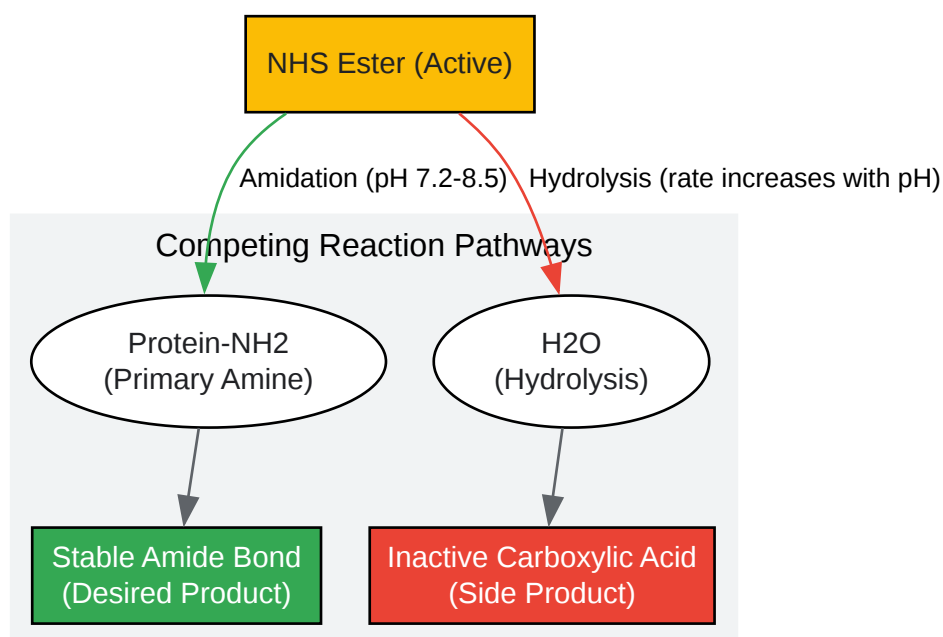 NHS Ester (Active)
Amidation (pH 7.2-8.5)
Hydrolysis (rate increases with pH)
Competing Reaction Pathways
Protein-NH2
(Primary Amine)
H2O
(Hydrolysis)
Stable Amide Bond
(Desired Product)
Inactive Carboxylic Acid
(Side Product)